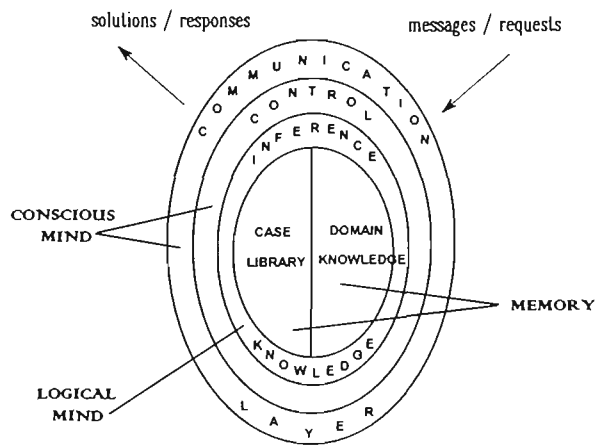 solutions / responses
messages / requests
COMMUNICATION
CONTROL
INFERENCE
CONSCIOUS
MIND
CASE
LIBRARY
DOMAIN
KNOWLEDGE
MEMORY
KNOWLEDGE
LOGICAL
MIND
LAYER